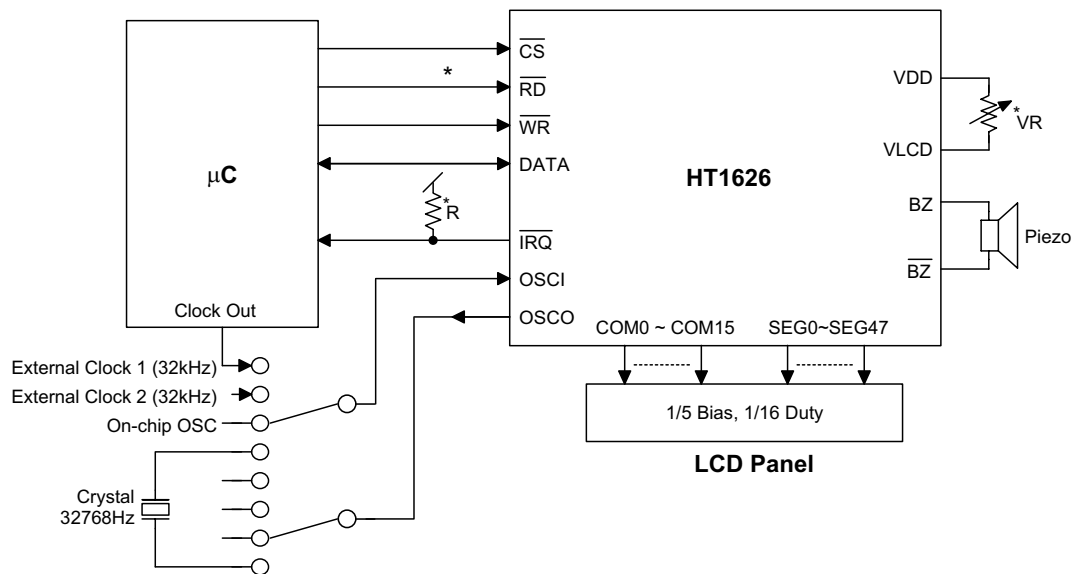 μC
Clock Out
*
CS
RD
WR
DATA
*R
IRQ
OSCI
OSCO
HT1626
VDD
*VR
VLCD
BZ
BZ
Piezo
COM0 ~ COM15
SEG0~SEG47
1/5 Bias, 1/16 Duty
LCD Panel
External Clock 1 (32kHz)
External Clock 2 (32kHz)
On-chip OSC
Crystal
32768Hz